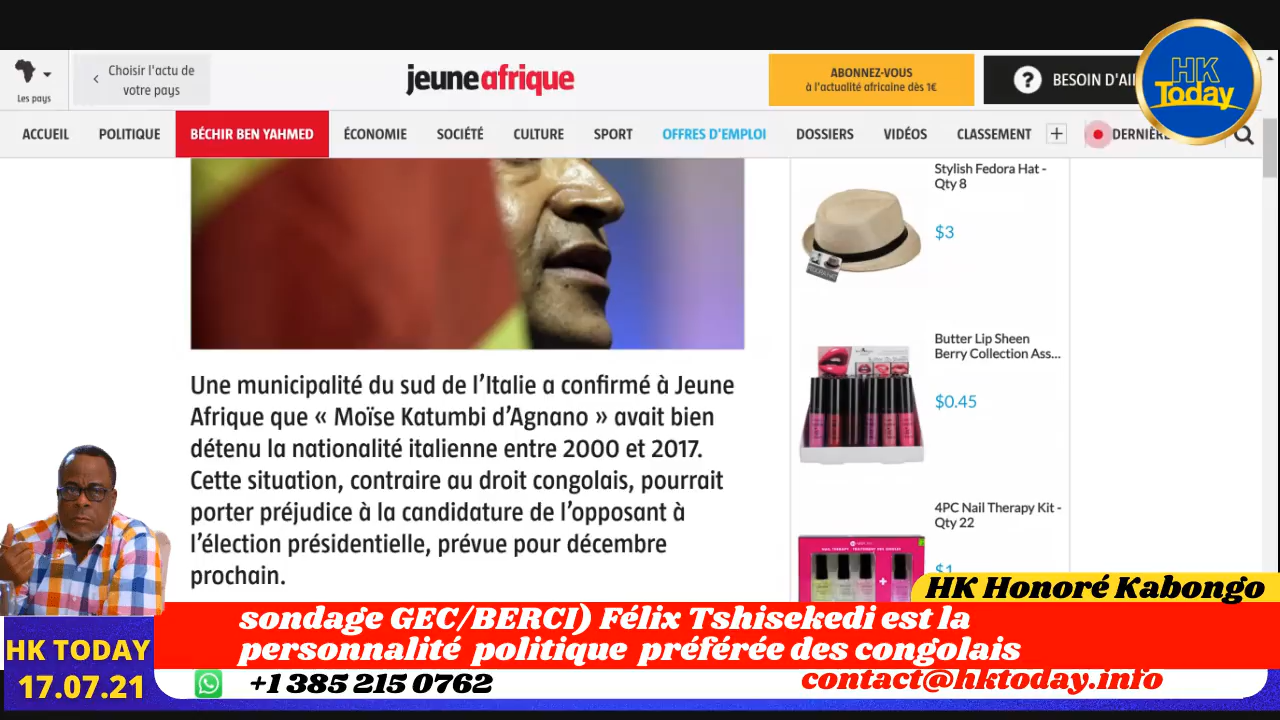 Les pays
Choisir l'actu de
votre pays
jeuneafrique
ABONNEZ-VOUS
à l'actualité africaine dès 1€
? BESOIN D'AI
HK
Today
ACCUEIL POLITIQUE BÉCHIR BEN YAHMED ÉCONOMIE SOCIÉTÉ CULTURE SPORT OFFRES D'EMPLOI DOSSIERS VIDÉOS CLASSEMENT + DERNIÈRE
Stylish Fedora Hat -
Qty 8
$3
Butter Lip Sheen
Berry Collection Ass...
$0.45
4PC Nail Therapy Kit -
Qty 22
$1
Une municipalité du sud de l'Italie a confirmé à Jeune
Afrique que « Moïse Katumbi d'Agnano » avait bien
détenu la nationalité italienne entre 2000 et 2017.
Cette situation, contraire au droit congolais, pourrait
porter préjudice à la candidature de l'opposant à
l'élection présidentielle, prévue pour décembre
prochain.
HK Honoré Kabongo
sondage GEC/BERCI) Félix Tshisekedi est la
personnalité politique préférée des congolais
HK TODAY
17.07.21
+1 385 215 0762
contact@hktoday.info